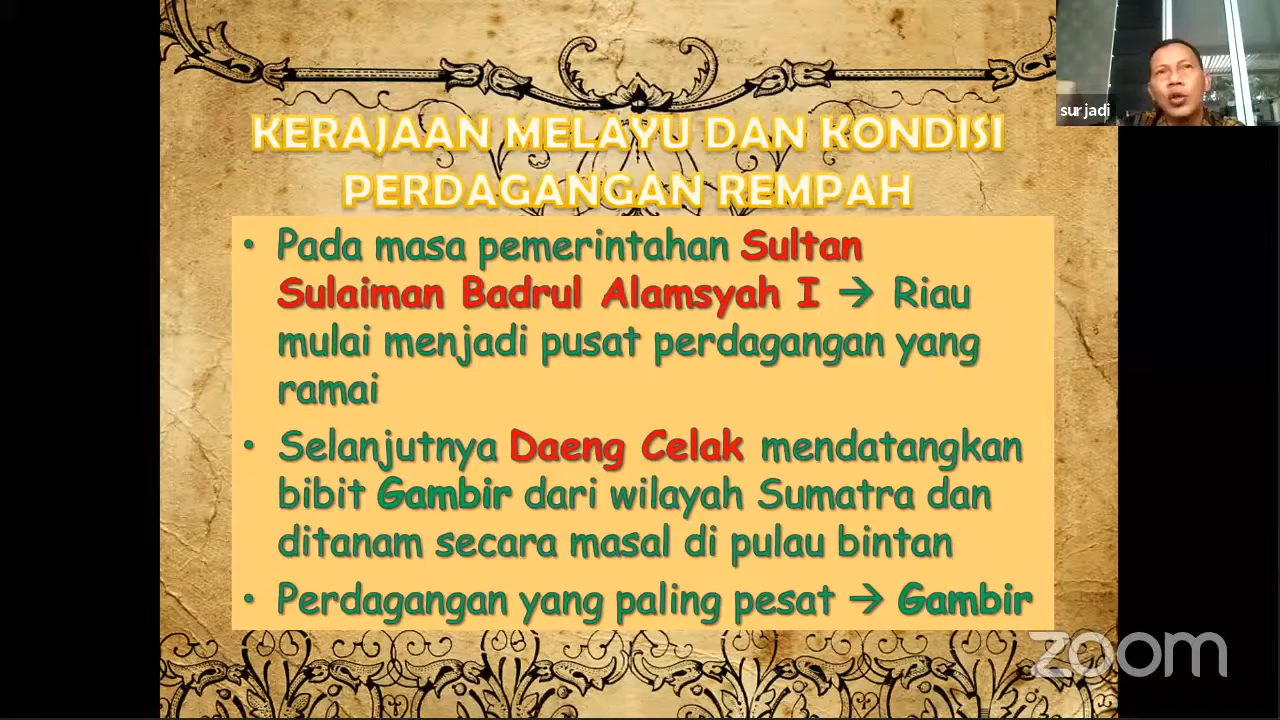 surjadi
KERAJAAN MELAYU DAN KONDISI
PERDAGANGAN REMPAH
• Pada masa pemerintahan Sultan
Sulaiman Badrul Alamsyah I → Riau
mulai menjadi pusat perdagangan yang
ramai
• Selanjutnya Daeng Celak mendatangkan
bibit Gambir dari wilayah Sumatra dan
ditanam secara masal di pulau bintan
• Perdagangan yang paling pesat → Gambir
zoom